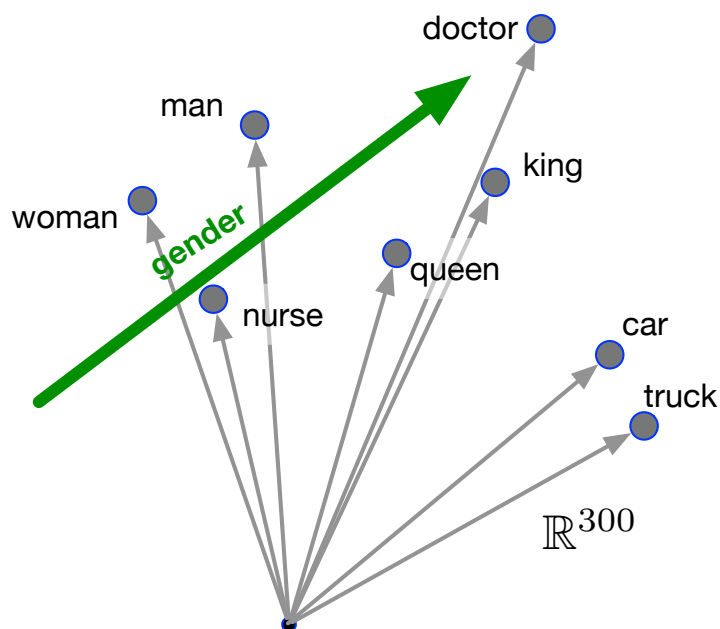 doctor
man
king
woman
gender
queen
nurse
car
truck
ℝ³⁰⁰